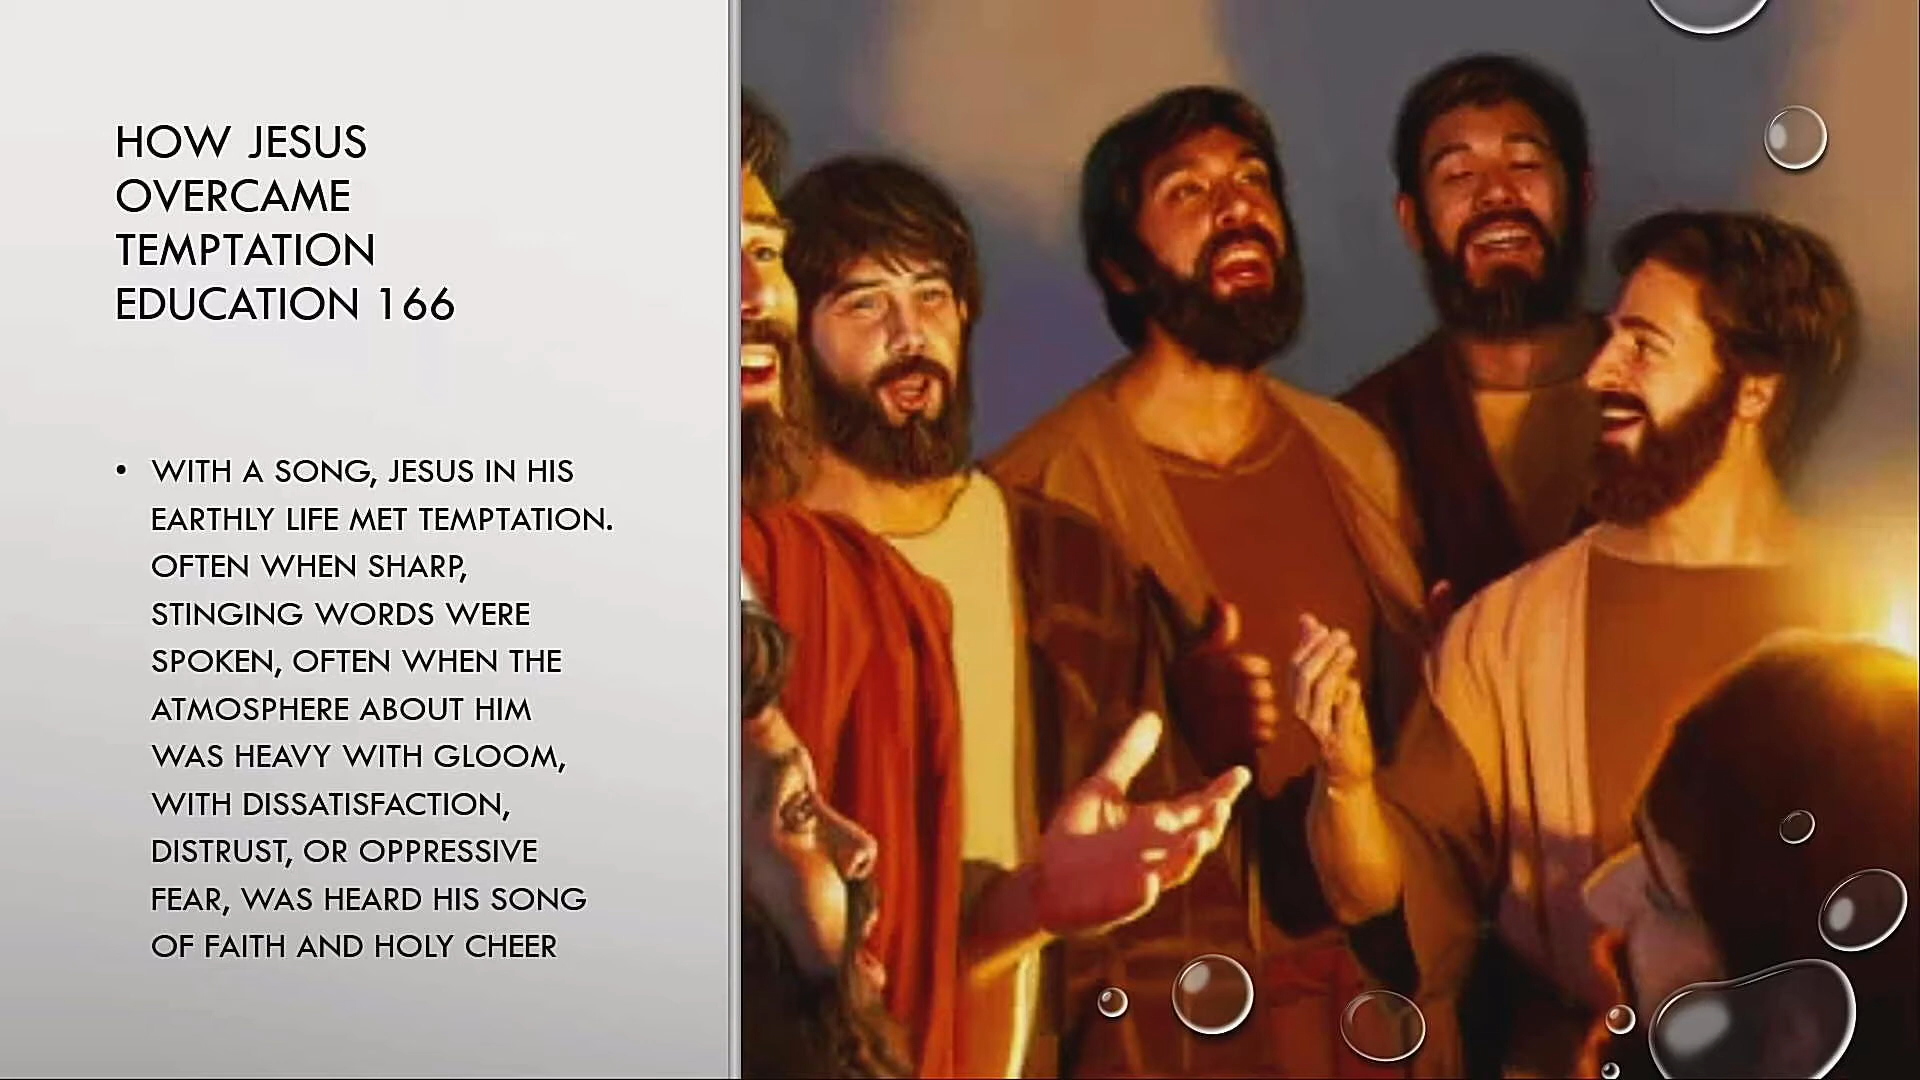 HOW JESUS
OVERCAME
TEMPTATION
EDUCATION 166
• WITH A SONG, JESUS IN HIS
EARTHLY LIFE MET TEMPTATION.
OFTEN WHEN SHARP,
STINGING WORDS WERE
SPOKEN, OFTEN WHEN THE
ATMOSPHERE ABOUT HIM
WAS HEAVY WITH GLOOM,
WITH DISSATISFACTION,
DISTRUST, OR OPPRESSIVE
FEAR, WAS HEARD HIS SONG
OF FAITH AND HOLY CHEER